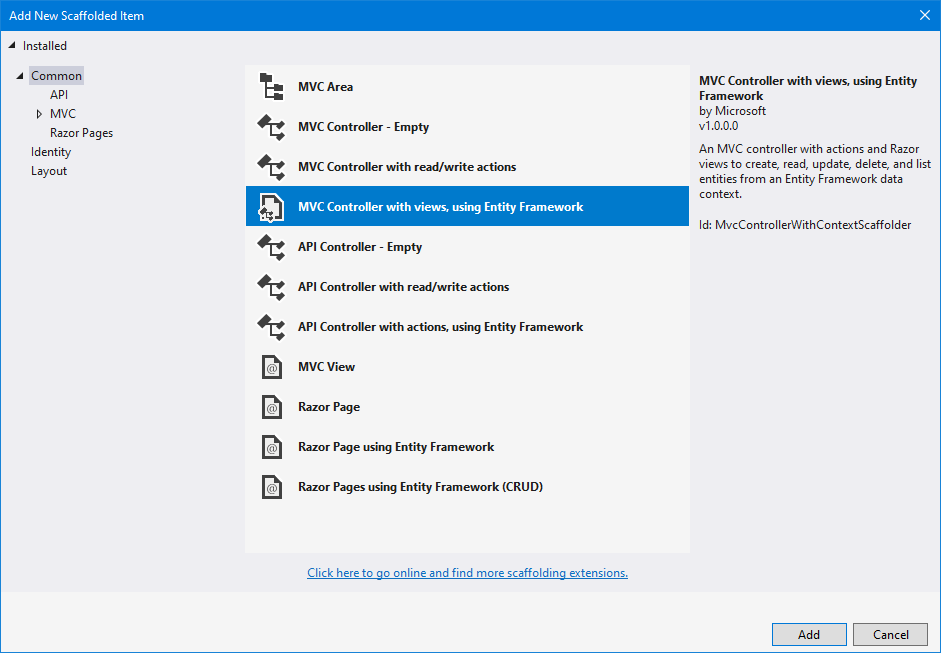 Add New Scaffolded Item
Installed
Common
API
MVC
Razor Pages
Identity
Layout
MVC Area
MVC Controller - Empty
MVC Controller with read/write actions
MVC Controller with views, using Entity Framework
API Controller - Empty
API Controller with read/write actions
API Controller with actions, using Entity Framework
MVC View
Razor Page
Razor Page using Entity Framework
Razor Pages using Entity Framework (CRUD)
Click here to go online and find more scaffolding extensions.
MVC Controller with views, using Entity
Framework
by Microsoft
v1.0.0.0
An MVC controller with actions and Razor
views to create, read, update, delete, and list
entities from an Entity Framework data
context.
Id: MvcControllerWithContextScaffolder
Add
Cancel